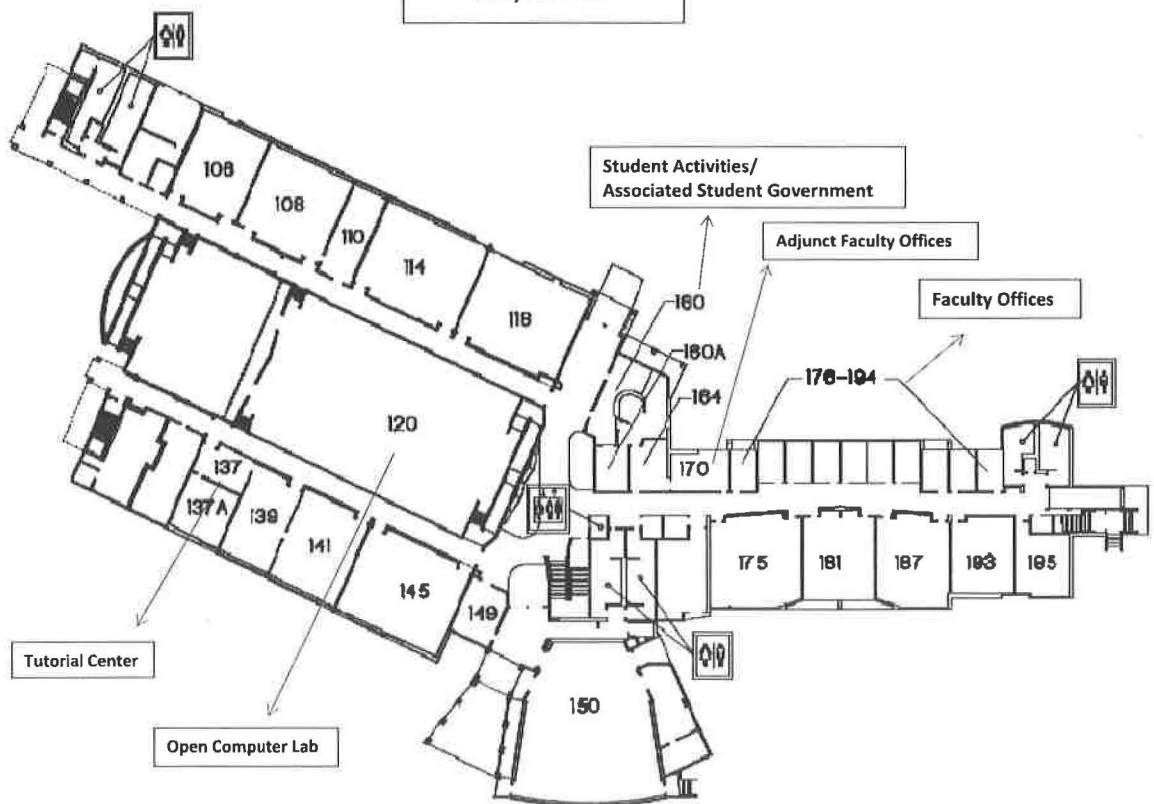 106
108
110
114
118
Student Activities/
Associated Student Government
Adjunct Faculty Offices
Faculty Offices
160
160A
164
176-194
170
120
137
137A
139
141
145
149
175
181
187
193
195
150
Tutorial Center
Open Computer Lab